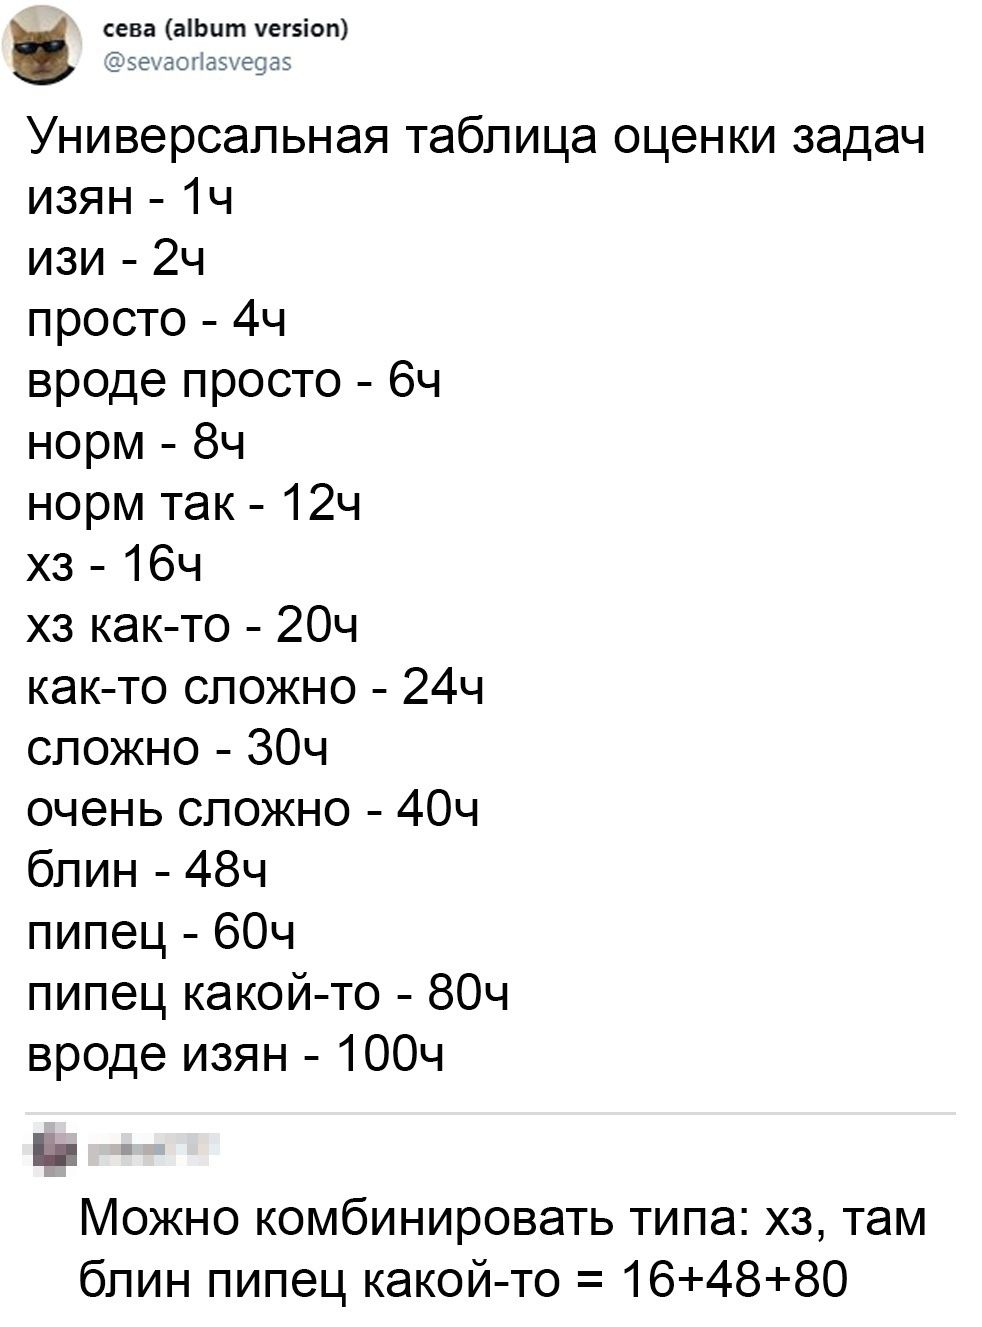 сева (album version)
@sevaorlasvegas
Универсальная таблица оценки задач
изян - 1ч
изи - 2ч
просто - 4ч
вроде просто - 6ч
норм - 8ч
норм так - 12ч
хз - 16ч
хз как-то - 20ч
как-то сложно - 24ч
сложно - 30ч
очень сложно - 40ч
блин - 48ч
пипец - 60ч
пипец какой-то - 80ч
вроде изян - 100ч
Можно комбинировать типа: хз, там
блин пипец какой-то = 16+48+80